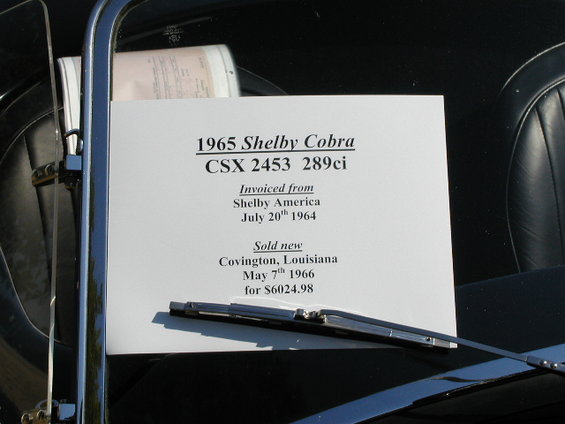 1965 Shelby Cobra
CSX 2453 289ci
Invoiced from
Shelby America
July 20th 1964
Sold new
Covington, Louisiana
May 7th 1966
for $6024.98